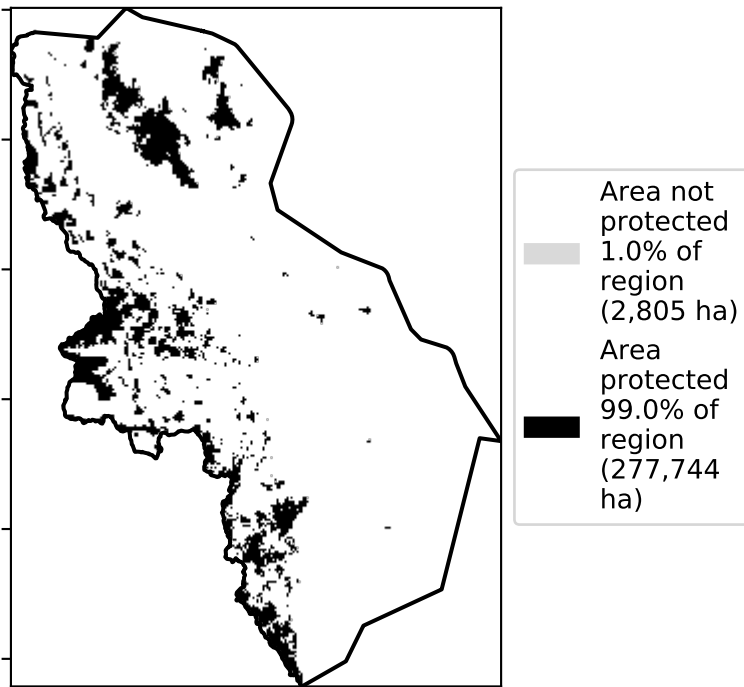 Area not
protected
1.0% of
region
(2,805 ha)
Area
protected
99.0% of
region
(277,744
ha)